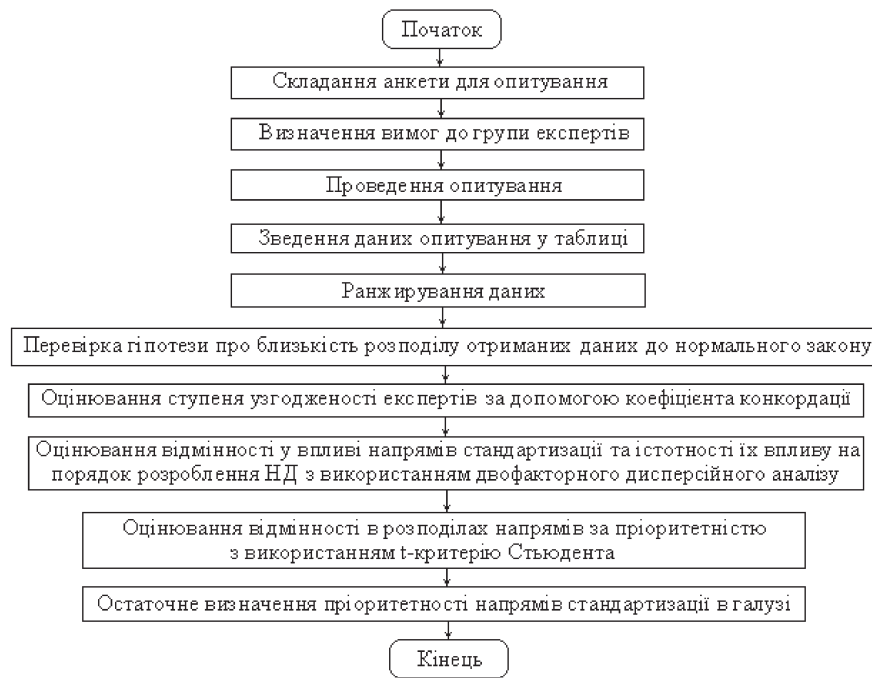 Початок
Складання анкети для опитування
Визначення вимог до групи експертів
Проведення опитування
Зведення даних опитування у таблиці
Ранжирування даних
Перевірка гіпотези про близькість розподілу отриманих даних до нормального закону
Оцінювання ступеня узгодженості експертів за допомогою коефіцієнта конкордації
Оцінювання відмінності у впливі напрямів стандартизації та істотності їх впливу на
порядок розроблення НД з використанням двофакторного дисперсійного аналізу
Оцінювання відмінності в розподілах напрямів за пріоритетністю
з використанням t-критерію Стьюдента
Остаточне визначення пріоритетності напрямів стандартизації в галузі
Кінець